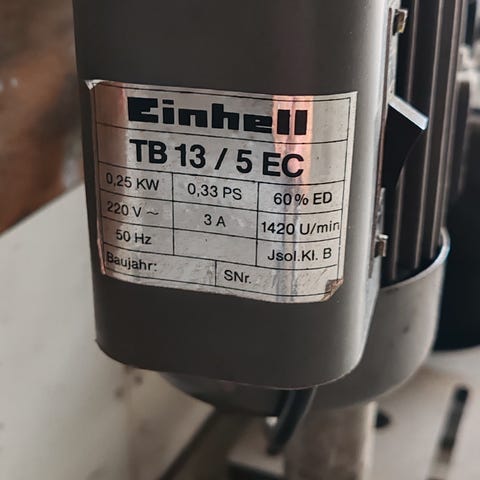 Einhell
TB 13 / 5 EC
0,25 KW 0,33 PS 60% ED
220 V ~ 3 A 1420 U/min
50 Hz Jsol.Kl. B
Baujahr: SNr.